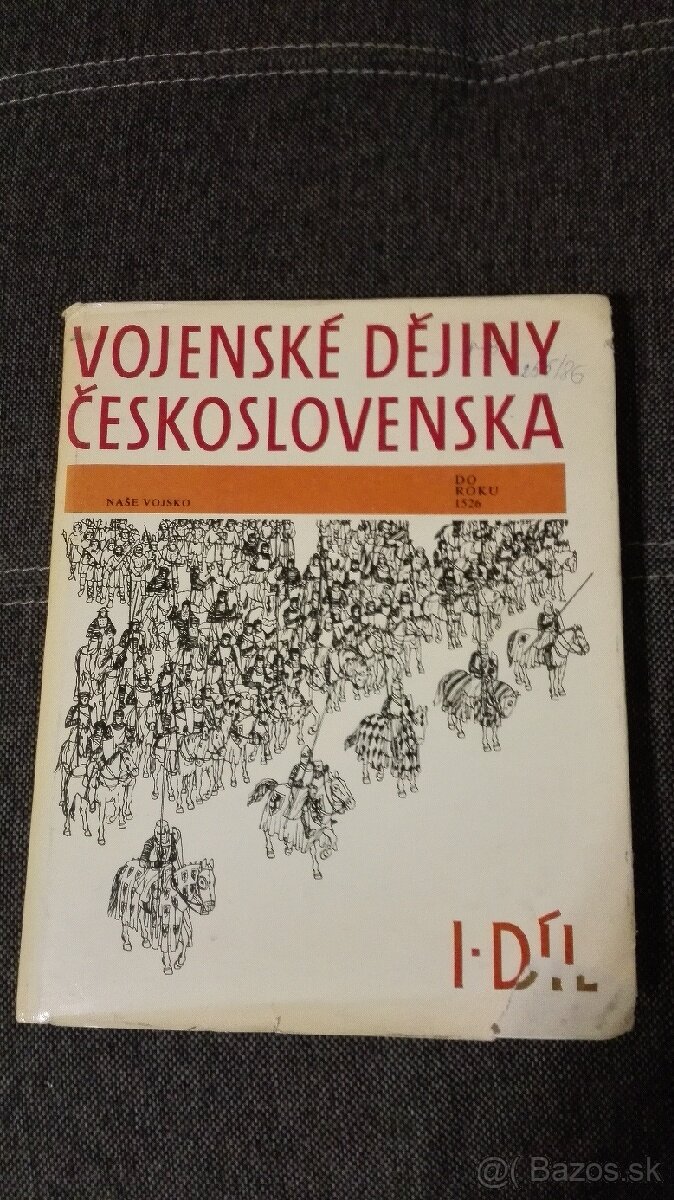 VOJENSKÉ DĚJINY
ČESKOSLOVENSKA
NAŠE VOJSKO
DO
ROKU
1526
I·DÍL
@( Bazos.sk